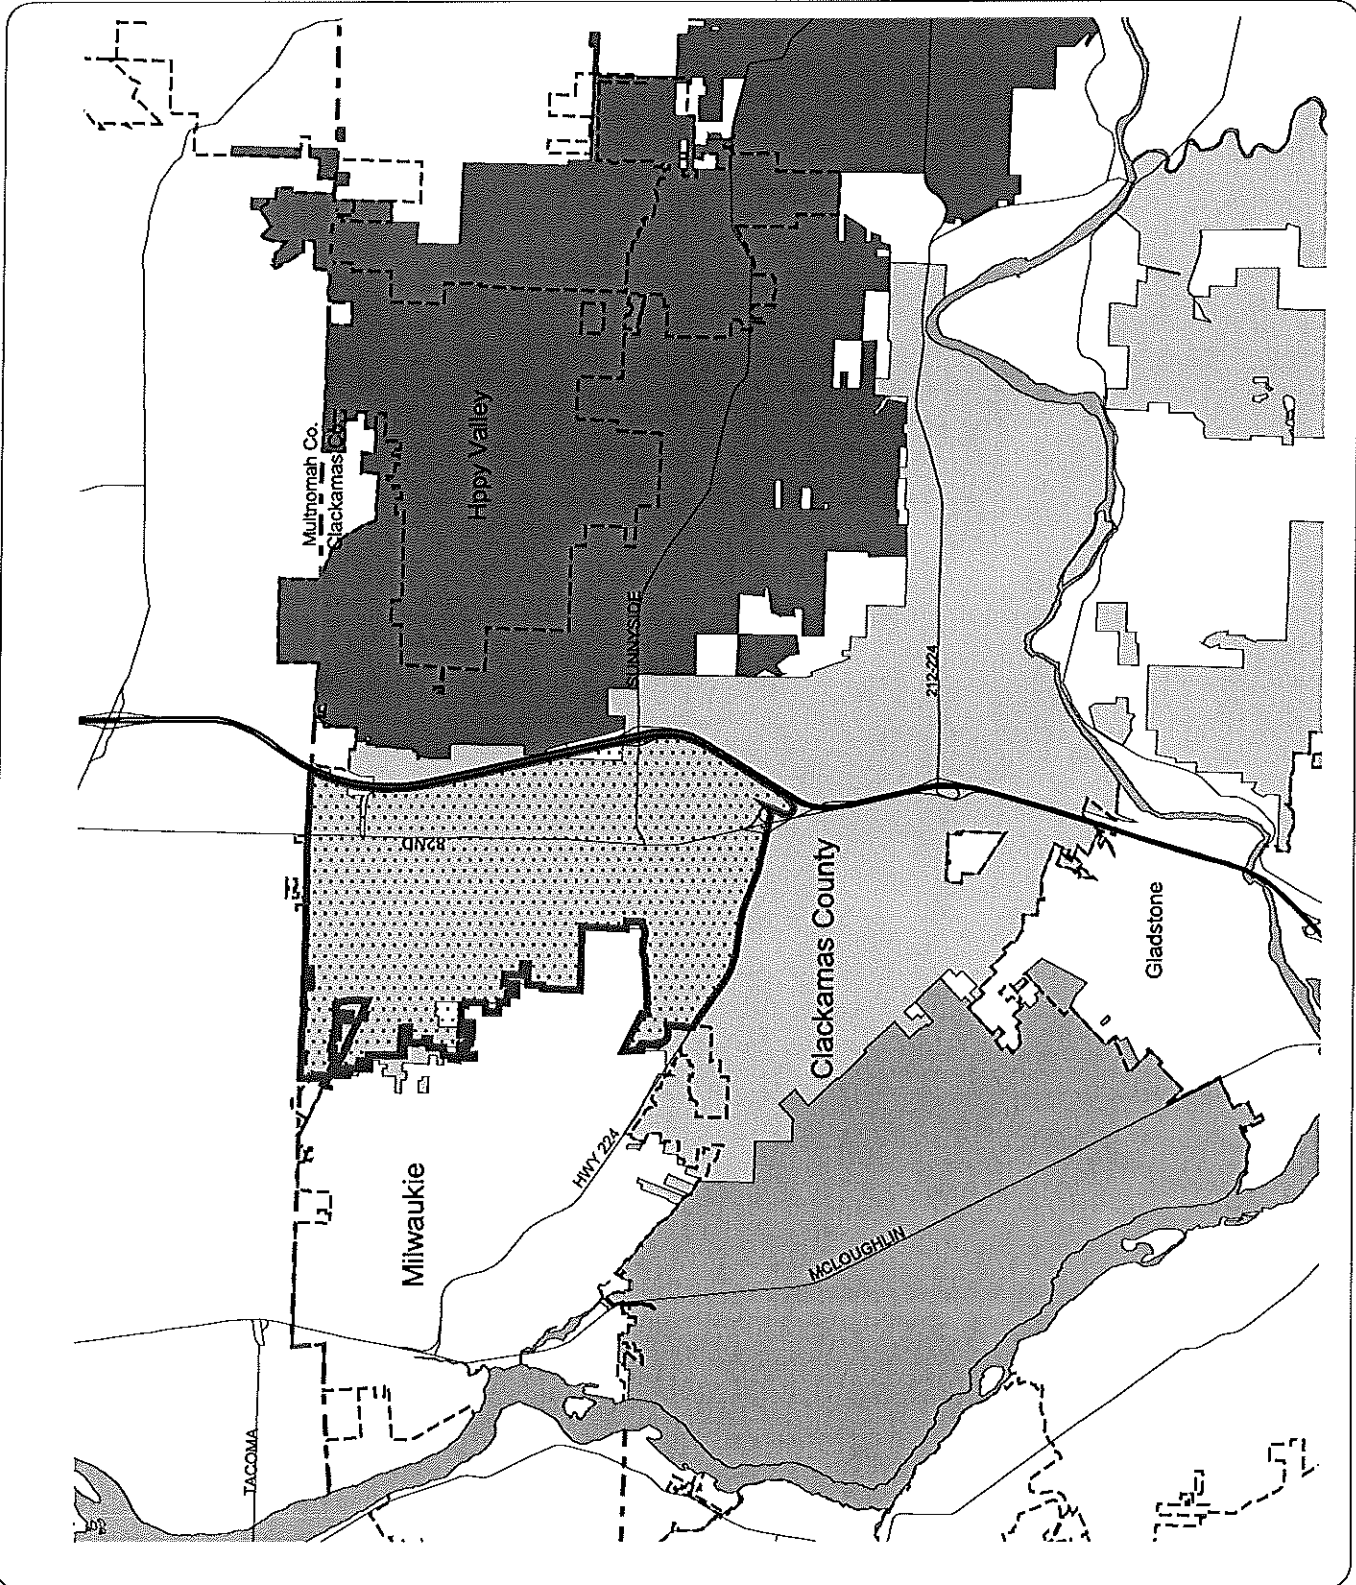 Multnomah Co.
Clackamas Co.
Hppy Valley
SUNNYSIDE
212-224
82ND
Clackamas County
Gladstone
HWY 224
Milwaukie
MCLOUGHLIN
TACOMA